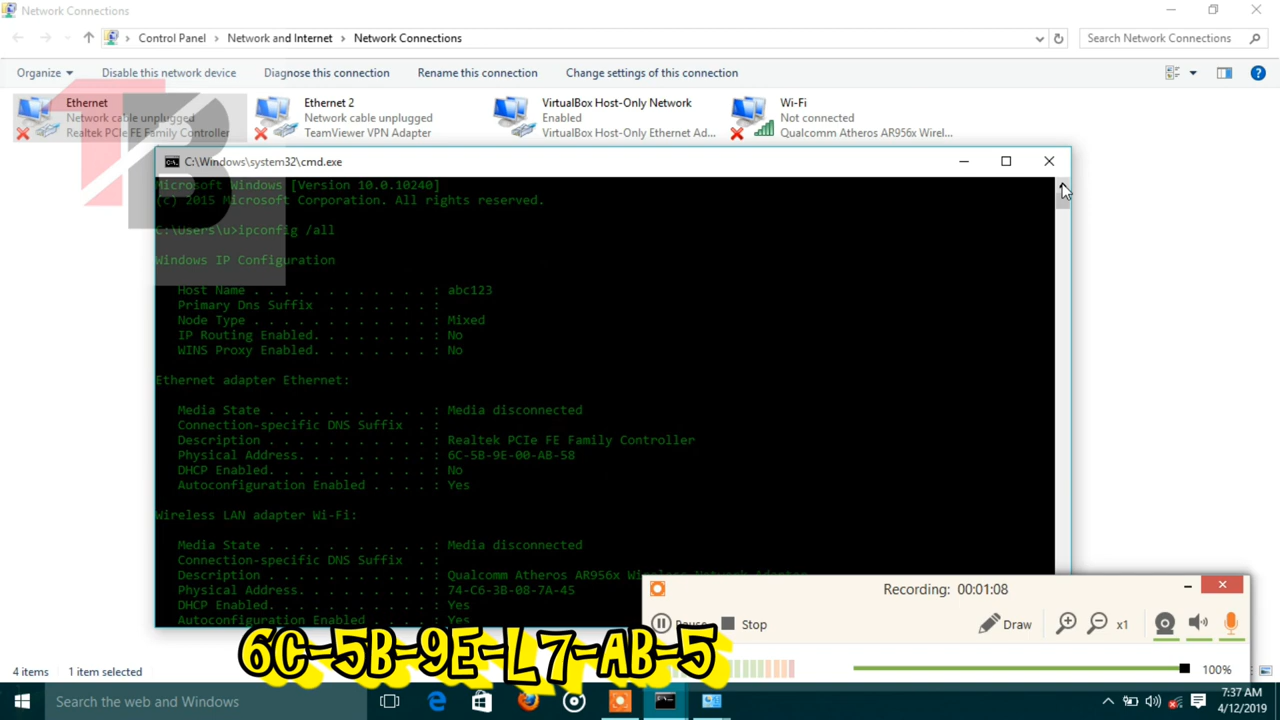 Network Connections
Control Panel > Network and Internet > Network Connections
Search Network Connections
Organize
Disable this network device
Diagnose this connection
Rename this connection
Change settings of this connection
Ethernet
Network cable unplugged
Realtek PCIe FE Family Controller
Ethernet 2
Network cable unplugged
TeamViewer VPN Adapter
VirtualBox Host-Only Network
Enabled
VirtualBox Host-Only Ethernet Ad...
Wi-Fi
Not connected
Qualcomm Atheros AR956x Wirel...
1B
C:\Windows\system32\cmd.exe
Microsoft Windows [Version 10.0.10240]
(c) 2015 Microsoft Corporation. All rights reserved.
C:\Users\u>ipconfig /all
Windows IP Configuration
Host Name . . . . . . . . . . . . : abc123
Primary Dns Suffix . . . . . . . :
Node Type . . . . . . . . . . . . : Mixed
IP Routing Enabled. . . . . . . . : No
WINS Proxy Enabled. . . . . . . . : No
Ethernet adapter Ethernet:
Media State . . . . . . . . . . . : Media disconnected
Connection-specific DNS Suffix . :
Description . . . . . . . . . . . : Realtek PCIe FE Family Controller
Physical Address. . . . . . . . . : 6C-5B-9E-00-AB-58
DHCP Enabled. . . . . . . . . . . : No
Autoconfiguration Enabled . . . . : Yes
Wireless LAN adapter Wi-Fi:
Media State . . . . . . . . . . . : Media disconnected
Connection-specific DNS Suffix . :
Description . . . . . . . . . . . : Qualcomm Atheros AR956x Wireless Network Adapter
Physical Address. . . . . . . . . : 74-C6-3B-08-7A-45
DHCP Enabled. . . . . . . . . . . : Yes
Autoconfiguration Enabled . . . . : Yes
Recording: 00:01:08
Pause
Stop
Draw
x1
100%
6C-5B-9E-L7-AB-5
4 items
1 item selected
Search the web and Windows
7:37 AM
4/12/2019